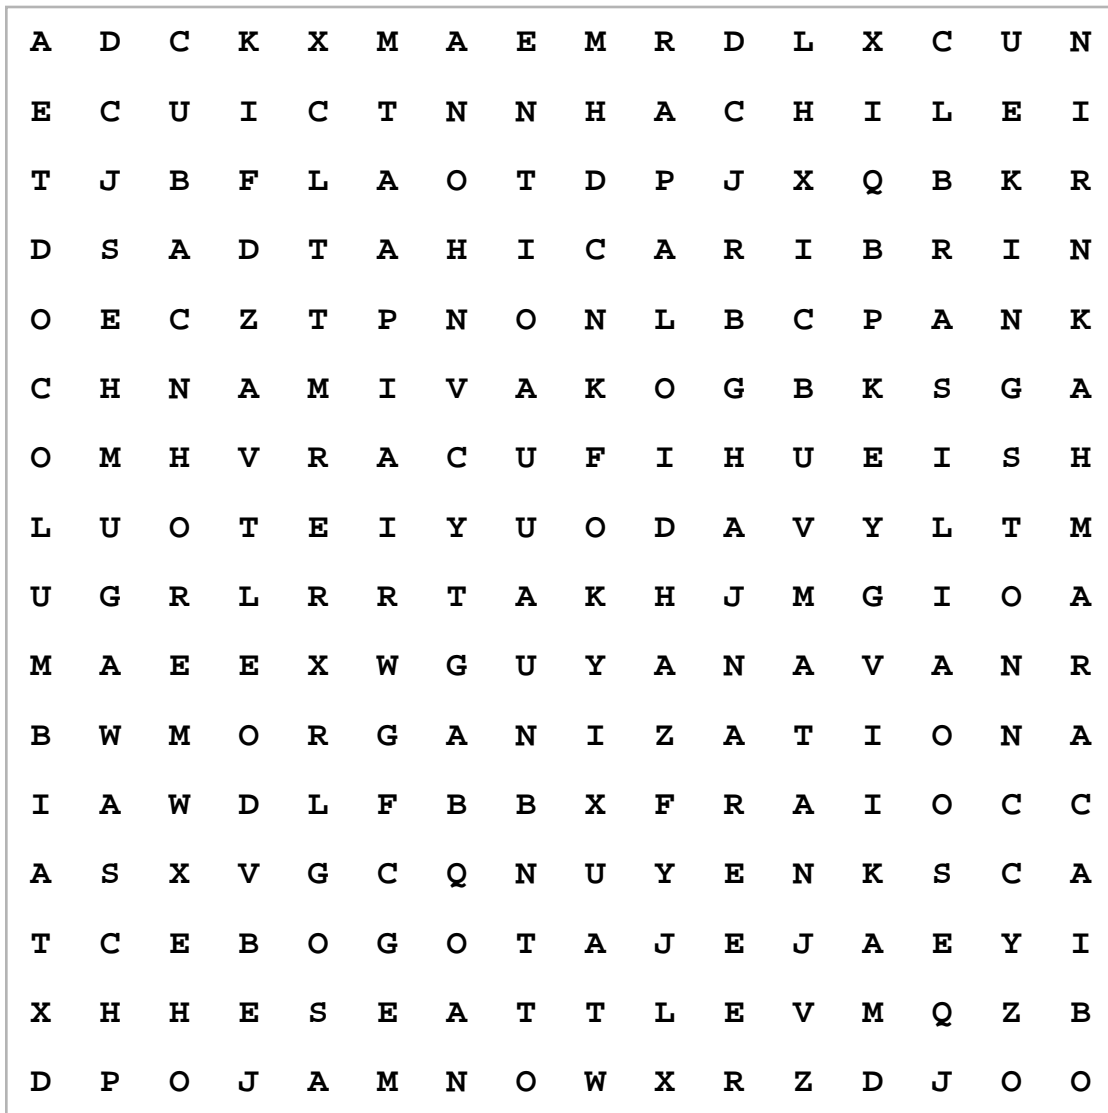 A D C K X M A E M R D L X C U N
E C U I C T N N H A C H I L E I
T J B F L A O T D P J X Q B K R
D S A D T A H I C A R I B R I N
O E C Z T P N O N L B C P A N K
C H N A M I V A K O G B K S G A
O M H V R A C U F I H U E I S H
L U O T E I Y U O D A V Y L T M
U G R L R R T A K H J M G I O A
M A E E X W G U Y A N A V A N R
B W M O R G A N I Z A T I O N A
I A W D L F B B X F R A I O C C
A S X V G C Q N U Y E N K S C A
T C E B O G O T A J E J A E Y I
X H H E S E A T T L E V M Q Z B
D P O J A M N O W X R Z D J O O